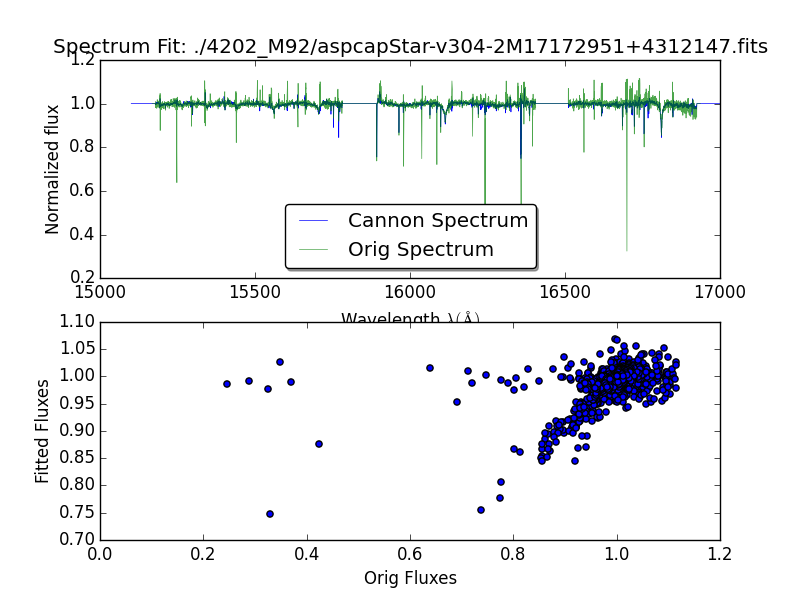 Spectrum Fit: ./4202_M92/aspcapStar-v304-2M17172951+4312147.fits
1.2
1.0
0.8
0.6
0.4
0.2
Normalized flux
Cannon Spectrum
Orig Spectrum
15000 15500 16000 16500 17000
Wavelength λ(Å)
1.10
1.05
1.00
0.95
0.90
0.85
0.80
0.75
0.70
Fitted Fluxes
0.0 0.2 0.4 0.6 0.8 1.0 1.2
Orig Fluxes